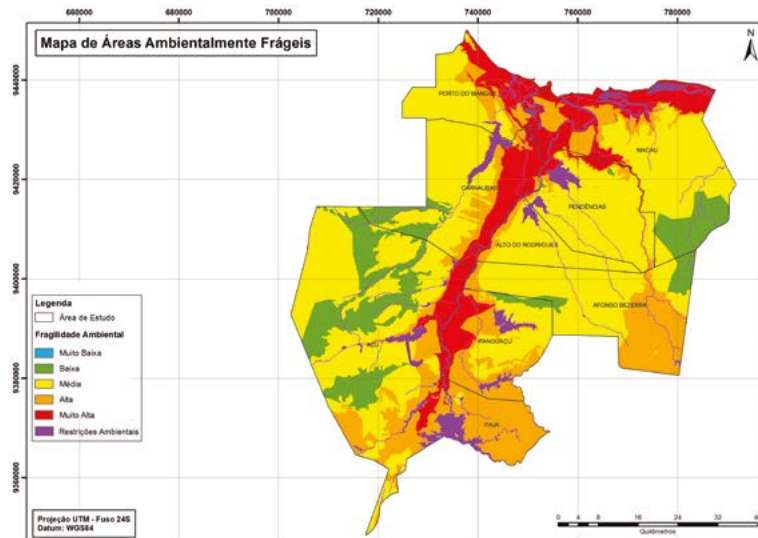 660000 680000 700000 720000 740000 760000 780000
Mapa de Áreas Ambientalmente Frágeis
N
9440000
9420000
9400000
9380000
9360000
PORTO DO MANGUE
MACAU
CARNAUBAIS
PENDÊNCIAS
ALTO DO RODRIGUES
AFONSO BEZERRA
AÇU
IPANGUAÇU
ITAJÁ
Legenda
Área de Estudo
Fragilidade Ambiental
Muito Baixa
Baixa
Média
Alta
Muito Alta
Restrições Ambientais
Projeção UTM - Fuso 24S
Datum: WGS84
0 4 8 16 24 32
Quilômetros